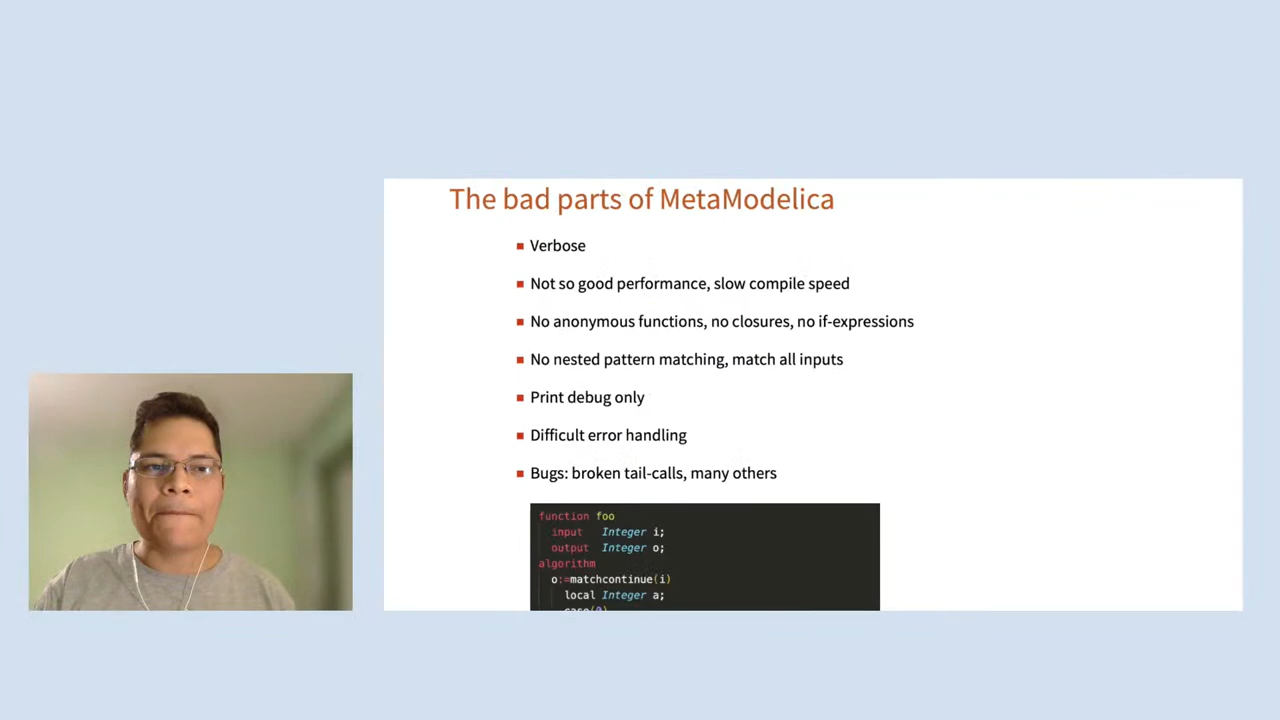 The bad parts of MetaModelica
Verbose
Not so good performance, slow compile speed
No anonymous functions, no closures, no if-expressions
No nested pattern matching, match all inputs
Print debug only
Difficult error handling
Bugs: broken tail-calls, many others
function foo
input Integer i;
output Integer o;
algorithm
o:=matchcontinue(i)
local Integer a;
case(0)